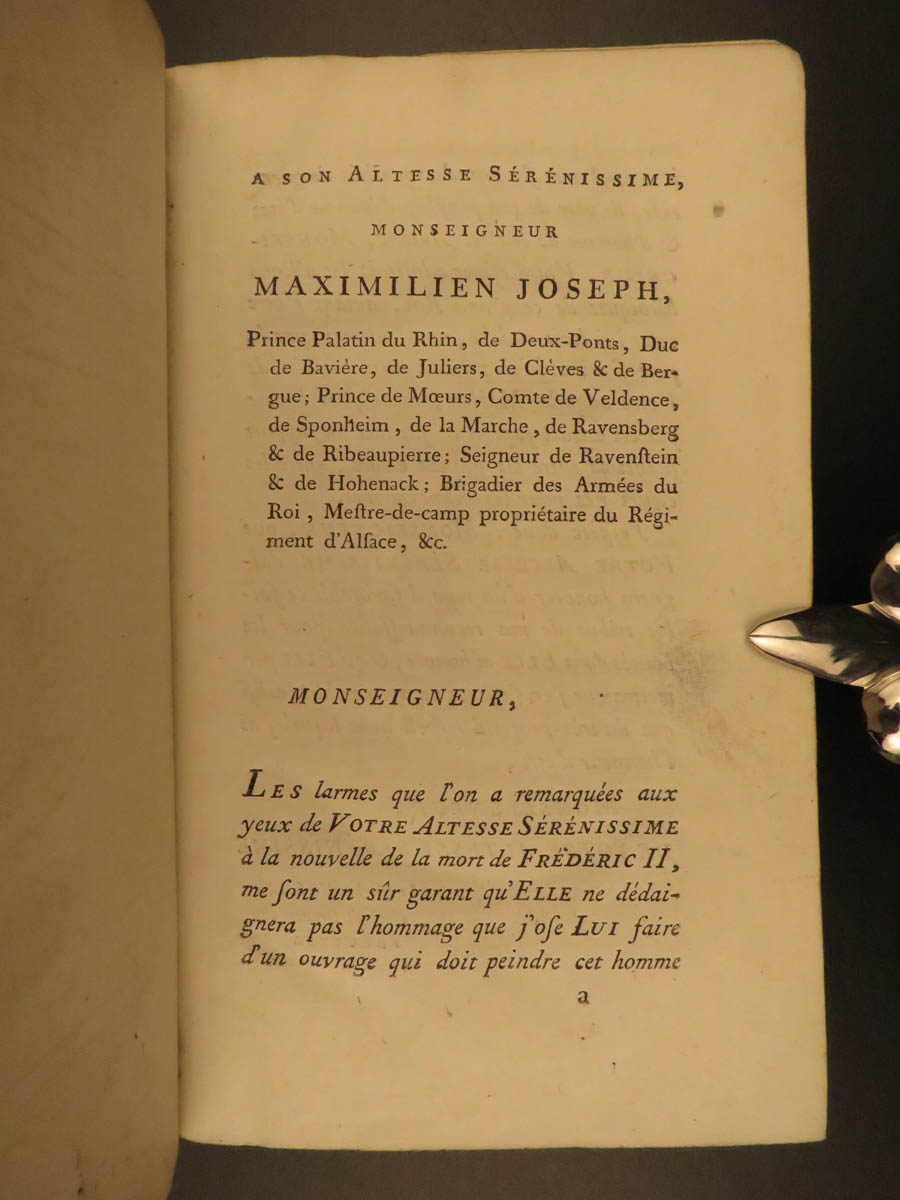 A SON ALTESSE SÉRÉNISSIME,
MONSEIGNEUR
MAXIMILIEN JOSEPH,
Prince Palatin du Rhin, de Deux-Ponts, Duc
de Bavière, de Juliers, de Clèves & de Ber-
gue; Prince de Mœurs, Comte de Veldence,
de Sponheim, de la Marche, de Ravensberg
& de Ribeaupierre; Seigneur de Ravenſtein
& de Hohenack; Brigadier des Armées du
Roi, Meſtre-de-camp propriétaire du Régi-
ment d'Alſace, &c.
MONSEIGNEUR,
LES larmes que l'on a remarquées aux
yeux de VOTRE ALTESSE SÉRÉNISSIME
à la nouvelle de la mort de FRÉDÉRIC II,
me ſont un sûr garant qu'ELLE ne dédai-
gnera pas l'hommage que j'oſe LUI faire
d'un ouvrage qui doit peindre cet homme
a